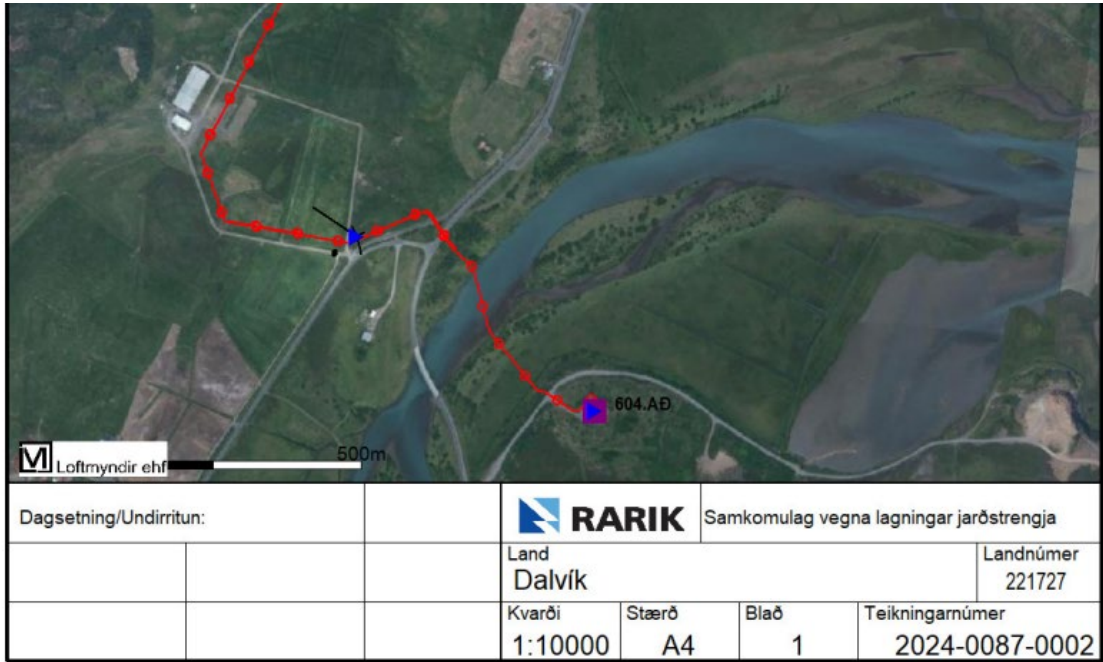 604.AÐ
500m
M Loftmyndir ehf
Dagsetning/Undirritun:
RARIK
Samkomulag vegna lagningar jarðstrengja
Land
Landnúmer
Dalvík
221727
Kvarði Stærð Blað Teikningarnúmer
1:10000 A4 1 2024-0087-0002